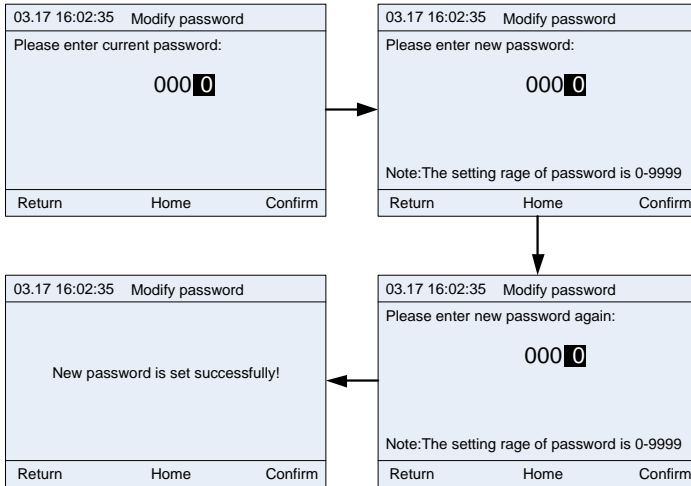 03.17 16:02:35 Modify password
Please enter current password:
0000
Return Home Confirm
03.17 16:02:35 Modify password
Please enter new password:
0000
Note:The setting rage of password is 0-9999
Return Home Confirm
03.17 16:02:35 Modify password
Please enter new password again:
0000
Note:The setting rage of password is 0-9999
Return Home Confirm
03.17 16:02:35 Modify password
New password is set successfully!
Return Home Confirm